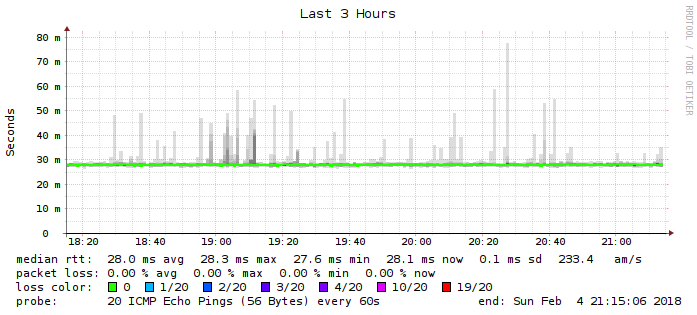 Last 3 Hours
RRDTOOL / TOBI OETIKER
Seconds
80 m
70 m
60 m
50 m
40 m
30 m
20 m
10 m
0
18:20 18:40 19:00 19:20 19:40 20:00 20:20 20:40 21:00
median rtt: 28.0 ms avg 28.3 ms max 27.6 ms min 28.1 ms now 0.1 ms sd 233.4 am/s
packet loss: 0.00 % avg 0.00 % max 0.00 % min 0.00 % now
loss color: 0 1/20 2/20 3/20 4/20 10/20 19/20
probe: 20 ICMP Echo Pings (56 Bytes) every 60s end: Sun Feb 4 21:15:06 2018